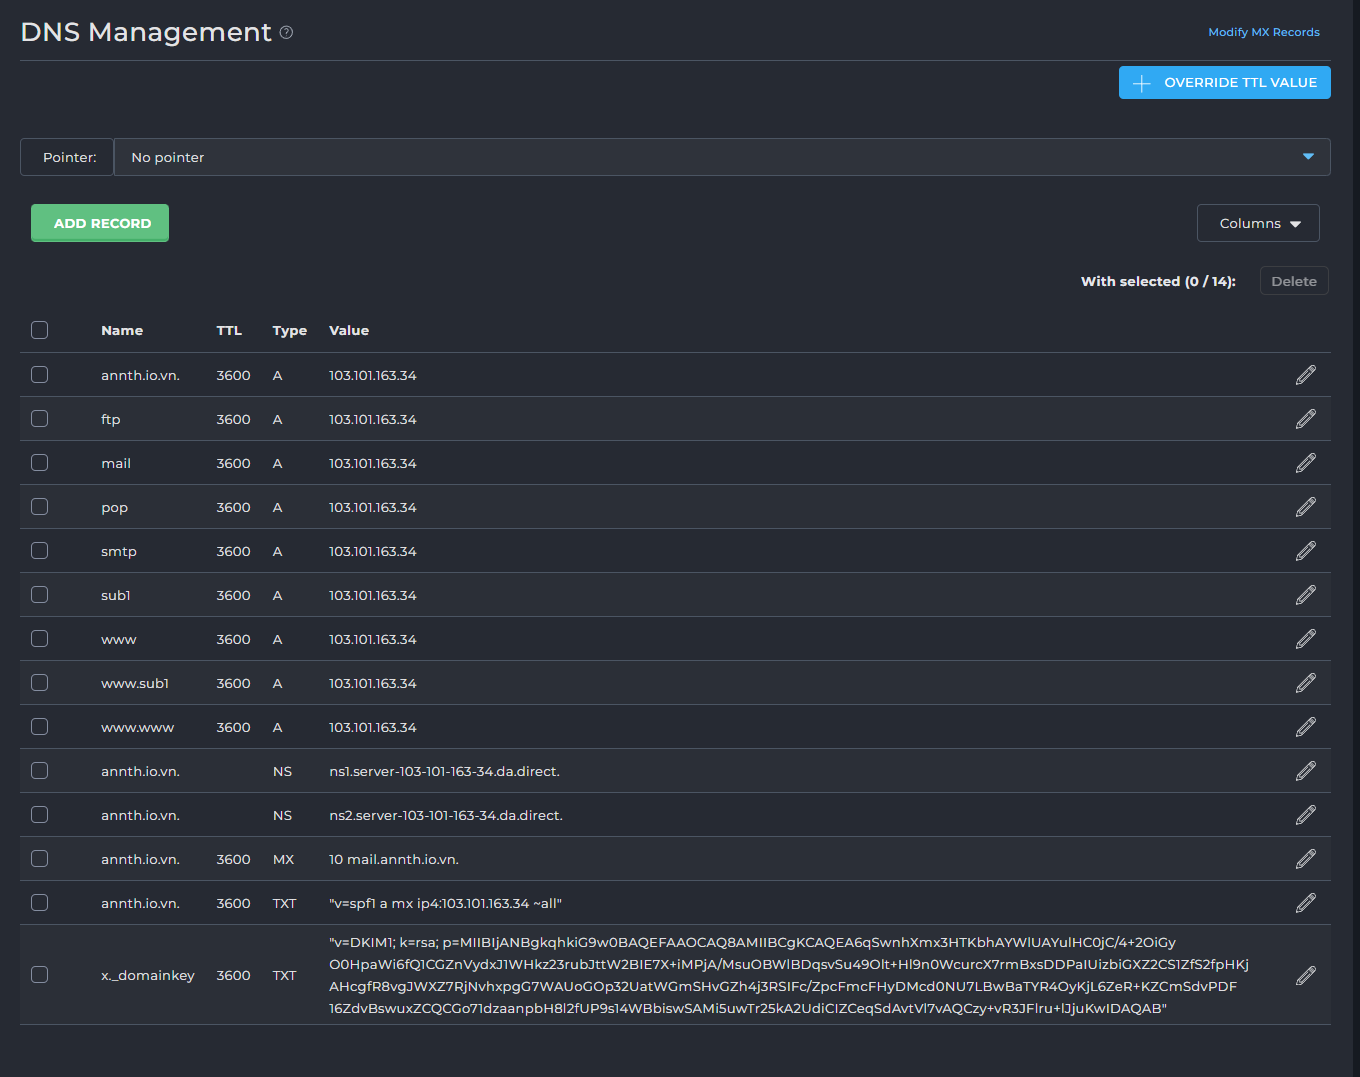 DNS Management
Modify MX Records
OVERRIDE TTL VALUE
Pointer: No pointer
ADD RECORD
Columns
With selected (0 / 14): Delete
Name TTL Type Value
annth.io.vn. 3600 A 103.101.163.34
ftp 3600 A 103.101.163.34
mail 3600 A 103.101.163.34
pop 3600 A 103.101.163.34
smtp 3600 A 103.101.163.34
sub1 3600 A 103.101.163.34
www 3600 A 103.101.163.34
www.sub1 3600 A 103.101.163.34
www.www 3600 A 103.101.163.34
annth.io.vn. NS ns1.server-103-101-163-34.da.direct.
annth.io.vn. NS ns2.server-103-101-163-34.da.direct.
annth.io.vn. 3600 MX 10 mail.annth.io.vn.
annth.io.vn. 3600 TXT "v=spf1 a mx ip4:103.101.163.34 ~all"
x._domainkey 3600 TXT "v=DKIM1; k=rsa; p=MIIBIjANBgkqhkiG9w0BAQEFAAOCAQ8AMIIBCgKCAQEA6qSwnhXmx3HTKbhAYWlUAYulHC0jC/4+2OiGy
O0HpaWi6fQ1CGZnVydxJ1WHkz23rubJttW2BIE7X+iMPjA/MsuOBWlBDqsvSu49Olt+Hl9n0WcurcX7rmBxsDDPaIUizbiGXZ2CS1ZfS2fpHKj
AHcgfR8vgJWXZ7RjNvhxpgG7WAUoGOp32UatWGmSHvGZh4j3RSIFc/ZpcFmcFHyDMcd0NU7LBwBaTYR4OyKjL6ZeR+KZCmSdvPDF
16ZdvBswuxZCQCGo71dzaanpbH8l2fUP9s14WBbiswSAMi5uwTr25kA2UdiCIZCeqSdAvtVl7vAQCzy+vR3JFlru+lJjuKwIDAQAB"